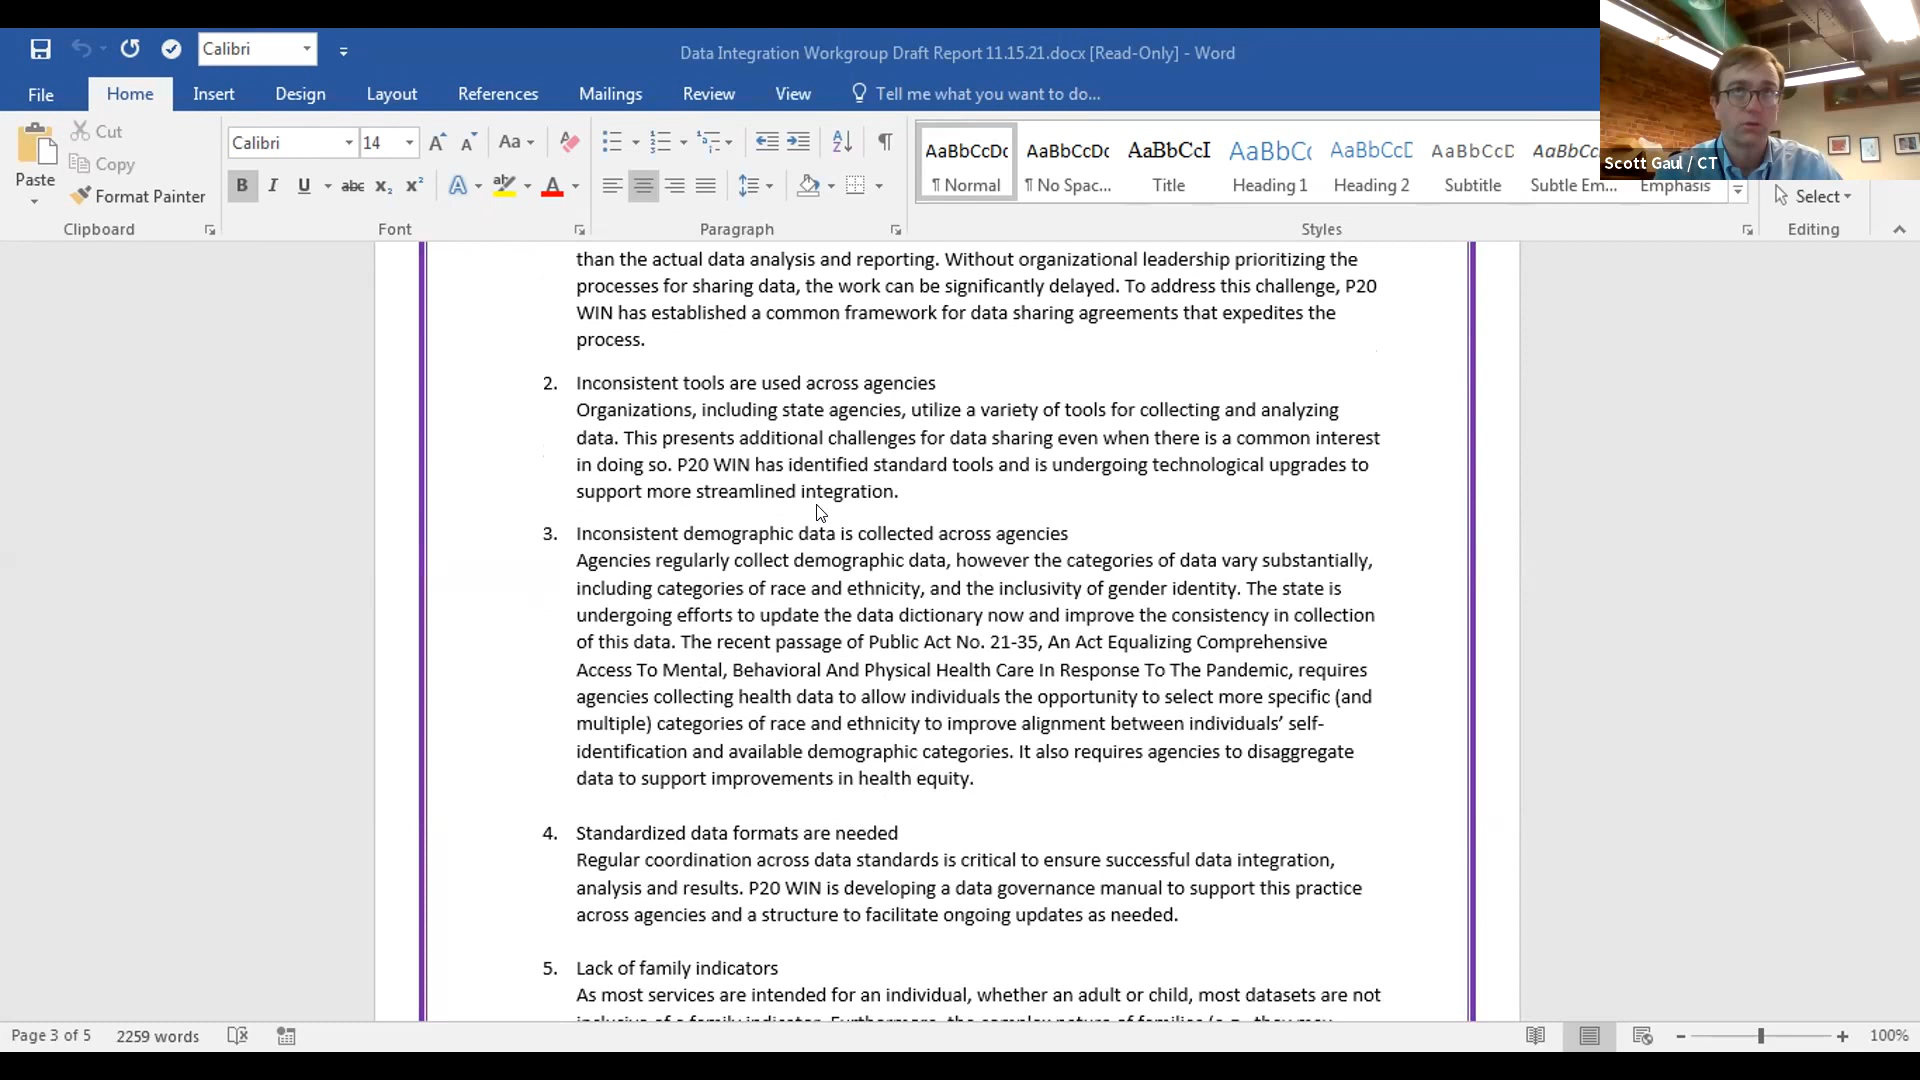 Calibri
Data Integration Workgroup Draft Report 11.15.21.docx [Read-Only] - Word
File Home Insert Design Layout References Mailings Review View Tell me what you want to do...
Scott Gaul / CT
Paste
Cut
Copy
Format Painter
Clipboard
Calibri 14
Aa
B I U abc X₂ X² A A
Font
Paragraph
AaBbCcDc AaBbCcDc AaBbCcI AaBbCc AaBbCcD AaBbCcD AaBbCc
¶ Normal ¶ No Spac... Title Heading 1 Heading 2 Subtitle Subtle Em... Emphasis
Styles
Select
Editing
than the actual data analysis and reporting. Without organizational leadership prioritizing the
processes for sharing data, the work can be significantly delayed. To address this challenge, P20
WIN has established a common framework for data sharing agreements that expedites the
process.
2. Inconsistent tools are used across agencies
Organizations, including state agencies, utilize a variety of tools for collecting and analyzing
data. This presents additional challenges for data sharing even when there is a common interest
in doing so. P20 WIN has identified standard tools and is undergoing technological upgrades to
support more streamlined integration.
3. Inconsistent demographic data is collected across agencies
Agencies regularly collect demographic data, however the categories of data vary substantially,
including categories of race and ethnicity, and the inclusivity of gender identity. The state is
undergoing efforts to update the data dictionary now and improve the consistency in collection
of this data. The recent passage of Public Act No. 21-35, An Act Equalizing Comprehensive
Access To Mental, Behavioral And Physical Health Care In Response To The Pandemic, requires
agencies collecting health data to allow individuals the opportunity to select more specific (and
multiple) categories of race and ethnicity to improve alignment between individuals’ self-
identification and available demographic categories. It also requires agencies to disaggregate
data to support improvements in health equity.
4. Standardized data formats are needed
Regular coordination across data standards is critical to ensure successful data integration,
analysis and results. P20 WIN is developing a data governance manual to support this practice
across agencies and a structure to facilitate ongoing updates as needed.
5. Lack of family indicators
As most services are intended for an individual, whether an adult or child, most datasets are not
inclusive of a family indicator. Furthermore, the complex nature of families (e.g., they may
Page 3 of 5 2259 words 100%